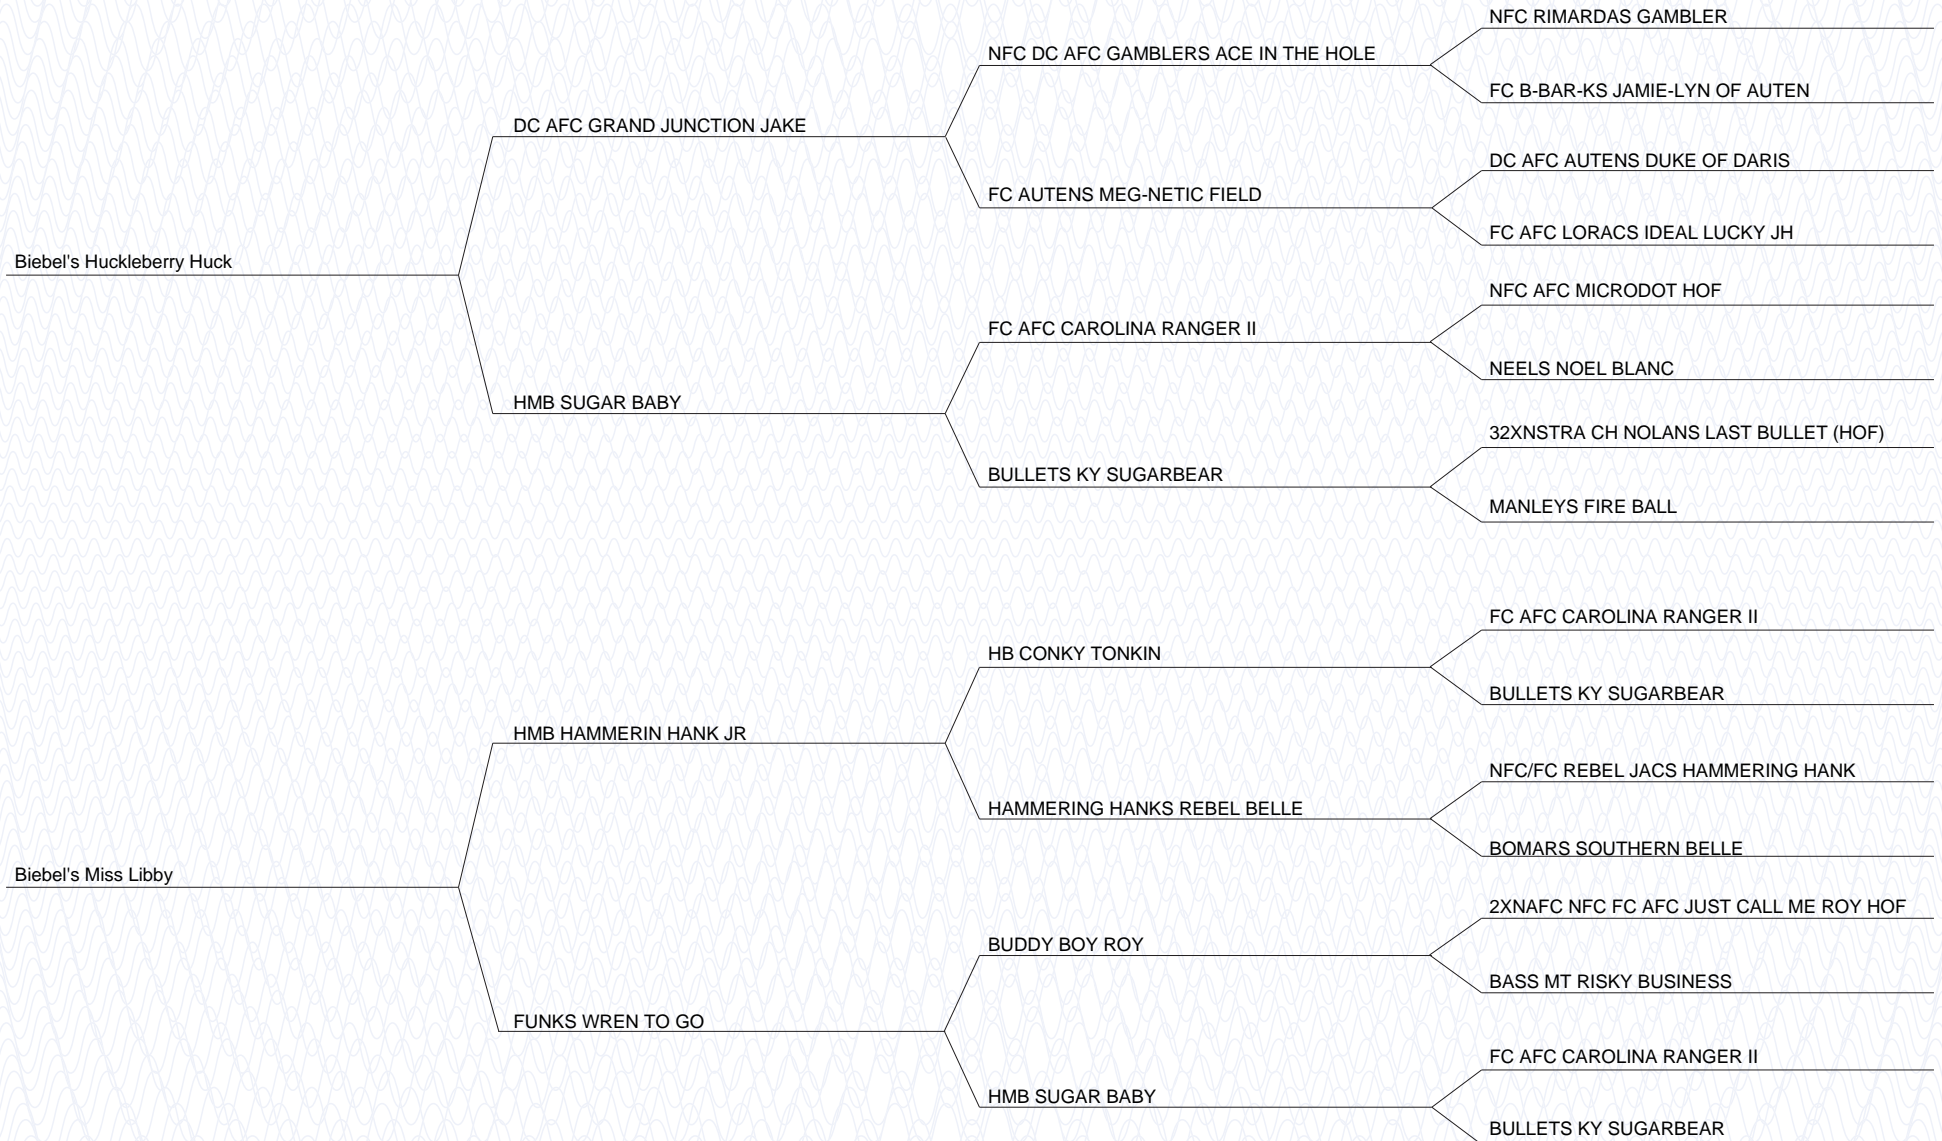 NFC RIMARDAS GAMBLER
NFC DC AFC GAMBLERS ACE IN THE HOLE
FC B-BAR-KS JAMIE-LYN OF AUTEN
DC AFC GRAND JUNCTION JAKE
DC AFC AUTENS DUKE OF DARIS
FC AUTENS MEG-NETIC FIELD
FC AFC LORACS IDEAL LUCKY JH
Biebel's Huckleberry Huck
NFC AFC MICRODOT HOF
FC AFC CAROLINA RANGER II
NEELS NOEL BLANC
HMB SUGAR BABY
32XNSTRA CH NOLANS LAST BULLET (HOF)
BULLETS KY SUGARBEAR
MANLEYS FIRE BALL
FC AFC CAROLINA RANGER II
HB CONKY TONKIN
BULLETS KY SUGARBEAR
HMB HAMMERIN HANK JR
NFC/FC REBEL JACS HAMMERING HANK
HAMMERING HANKS REBEL BELLE
BOMARS SOUTHERN BELLE
Biebel's Miss Libby
2XNAFC NFC FC AFC JUST CALL ME ROY HOF
BUDDY BOY ROY
BASS MT RISKY BUSINESS
FUNKS WREN TO GO
FC AFC CAROLINA RANGER II
HMB SUGAR BABY
BULLETS KY SUGARBEAR